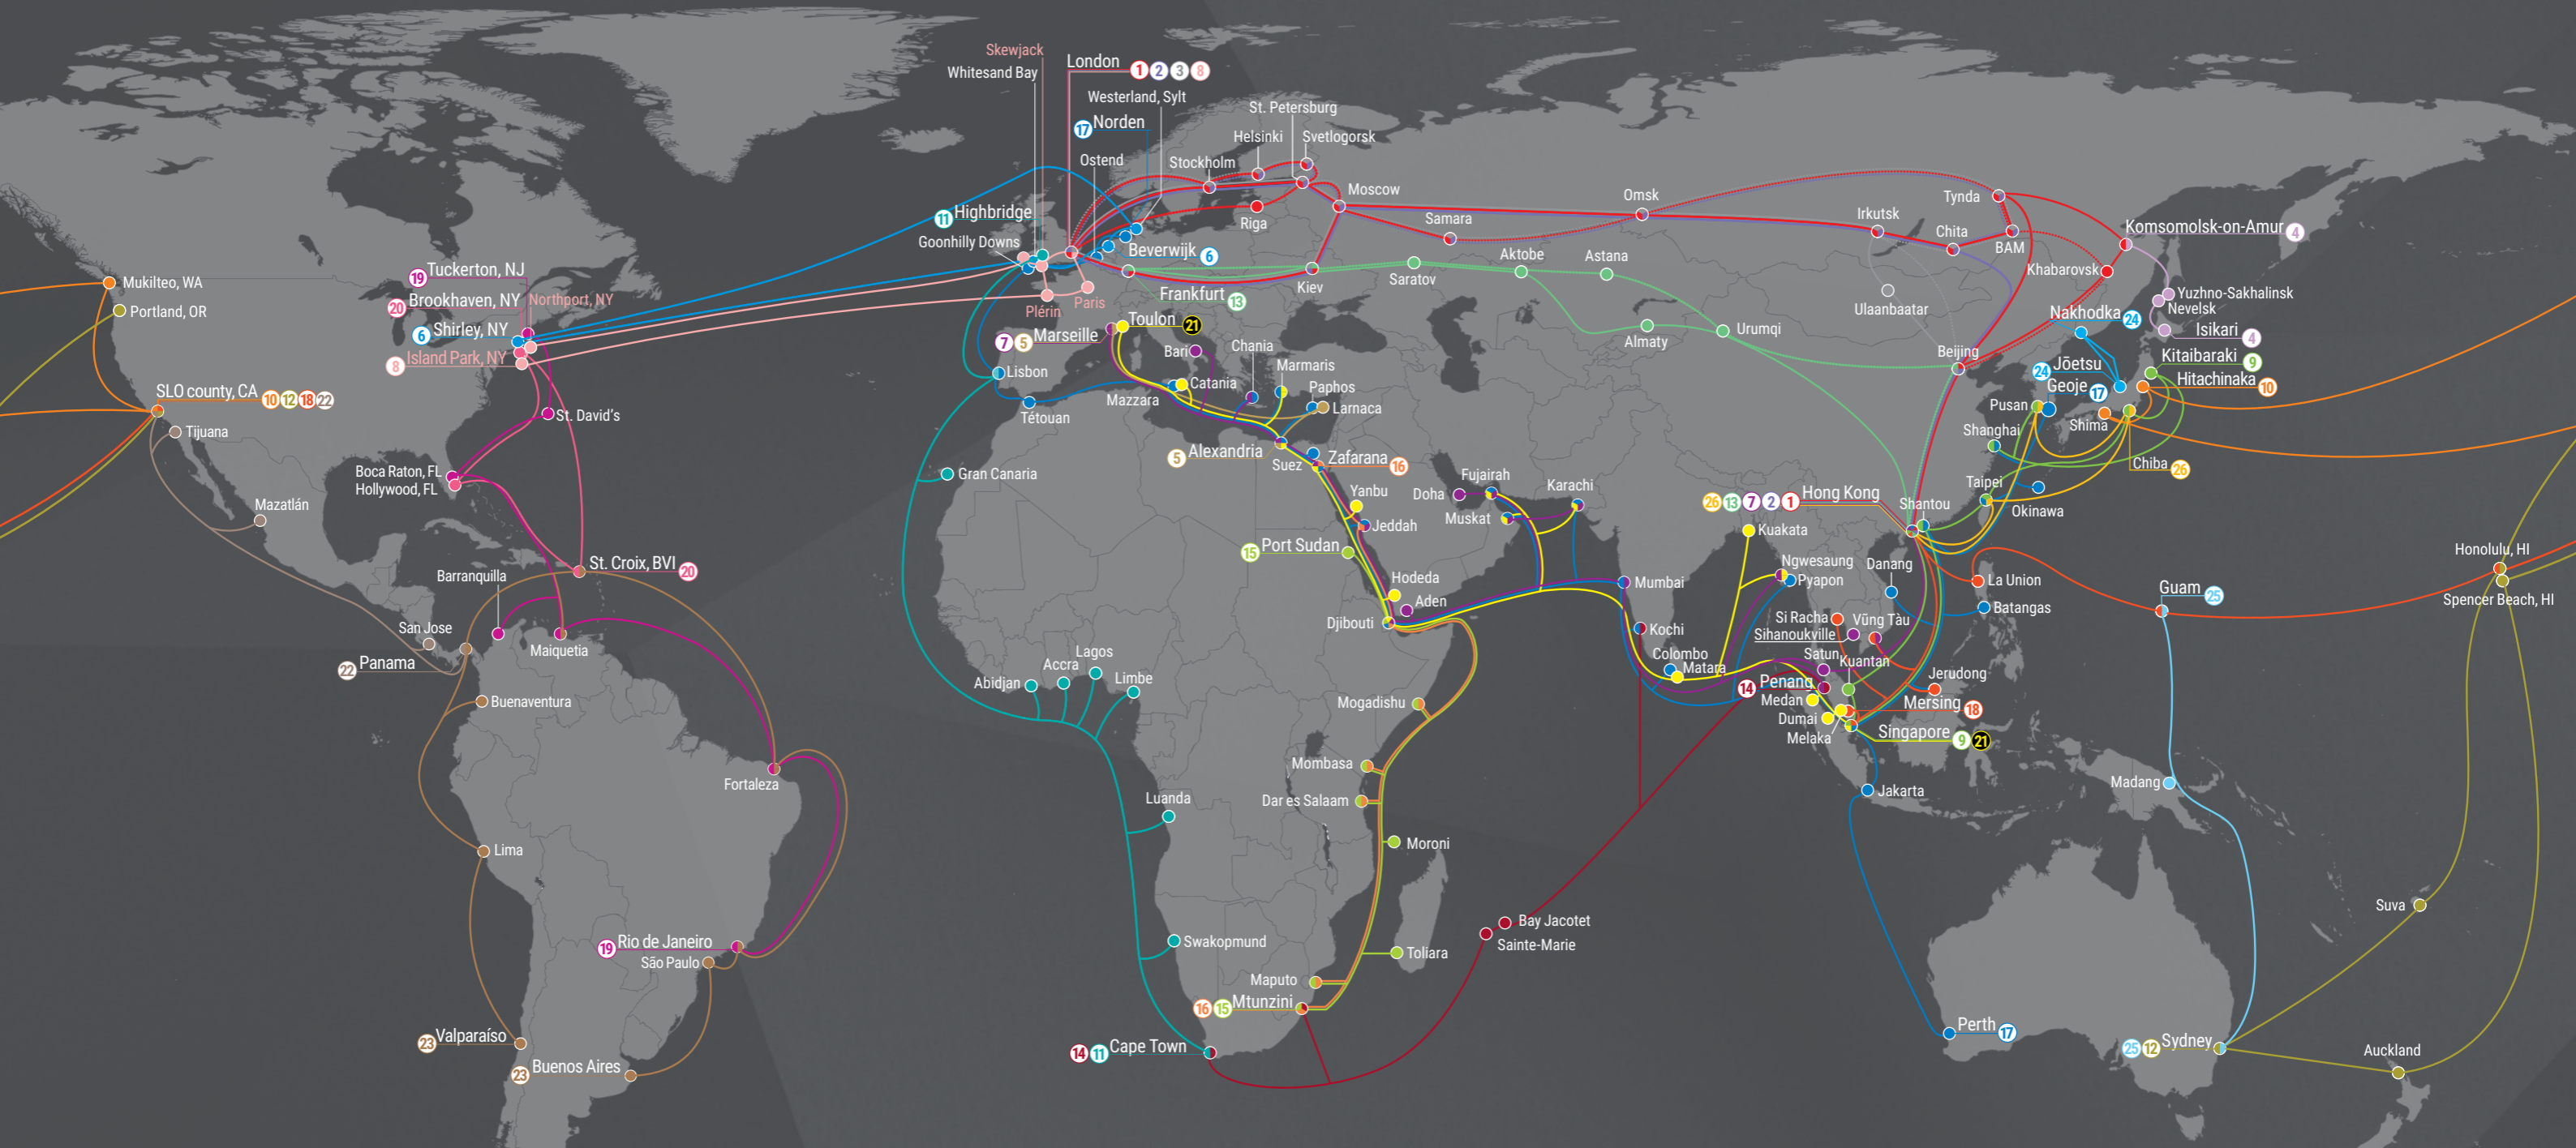 Skewjack
Whitesand Bay
London 1 2 3 8
Westerland, Sylt
17 Norden
Ostend
St. Petersburg
Helsinki
Svetlogorsk
Stockholm
Moscow
Riga
Samara
Omsk
Irkutsk
Chita
Tynda
BAM
Komsomolsk-on-Amur 4
Khabarovsk
Yuzhno-Sakhalinsk
Nevelsk
Nakhodka 24
Isikari 4
Kitaibaraki 9
24 Jōetsu
Hitachinaka 10
Geoje 17
Pusan
Shima
Shanghai
Chiba 26
Taipei
Okinawa
Shantou
Beijing
Ulaanbaatar
Urumqi
Almaty
Astana
Aktobe
Saratov
Kiev
11 Highbridge
Goonhilly Downs
Beverwijk 6
Frankfurt 13
Paris
Plérin
Toulon 21
7 5 Marseille
Bari
Chania
Marmaris
Paphos
Larnaca
Catania
Mazzara
Lisbon
Tétouan
5 Alexandria
Suez
Zafarana 16
Gran Canaria
Yanbu
Jeddah
15 Port Sudan
Hodeda
Aden
Djibouti
Doha
Fujairah
Muskat
Karachi
Mumbai
Kochi
Colombo
Matara
26 13 7 2 1 Hong Kong
Kuakata
Ngwesaung
Pyapon
Danang
La Union
Batangas
Si Racha
Vũng Tàu
Sihanoukville
Satun
Kuantan
14 Penang
Medan
Dumai
Melaka
Jerudong
Mersing 18
Singapore 9 21
Jakarta
Guam 25
Honolulu, HI
Spencer Beach, HI
Madang
Suva
Perth 17
25 12 Sydney
Auckland
Mukilteo, WA
Portland, OR
19 Tuckerton, NJ
20 Brookhaven, NY
Northport, NY
6 Shirley, NY
8 Island Park, NY
SLO county, CA 10 12 18 22
Tijuana
Mazatlán
St. David's
Boca Raton, FL
Hollywood, FL
St. Croix, BVI 20
Barranquilla
San Jose
Maiquetia
22 Panama
Buenaventura
Fortaleza
Lima
19 Rio de Janeiro
São Paulo
23 Valparaíso
23 Buenos Aires
Abidjan
Accra
Lagos
Limbe
Luanda
Swakopmund
Mogadishu
Mombasa
Dar es Salaam
Moroni
Toliara
Maputo
16 15 Mtunzini
14 11 Cape Town
Bay Jacotet
Sainte-Marie